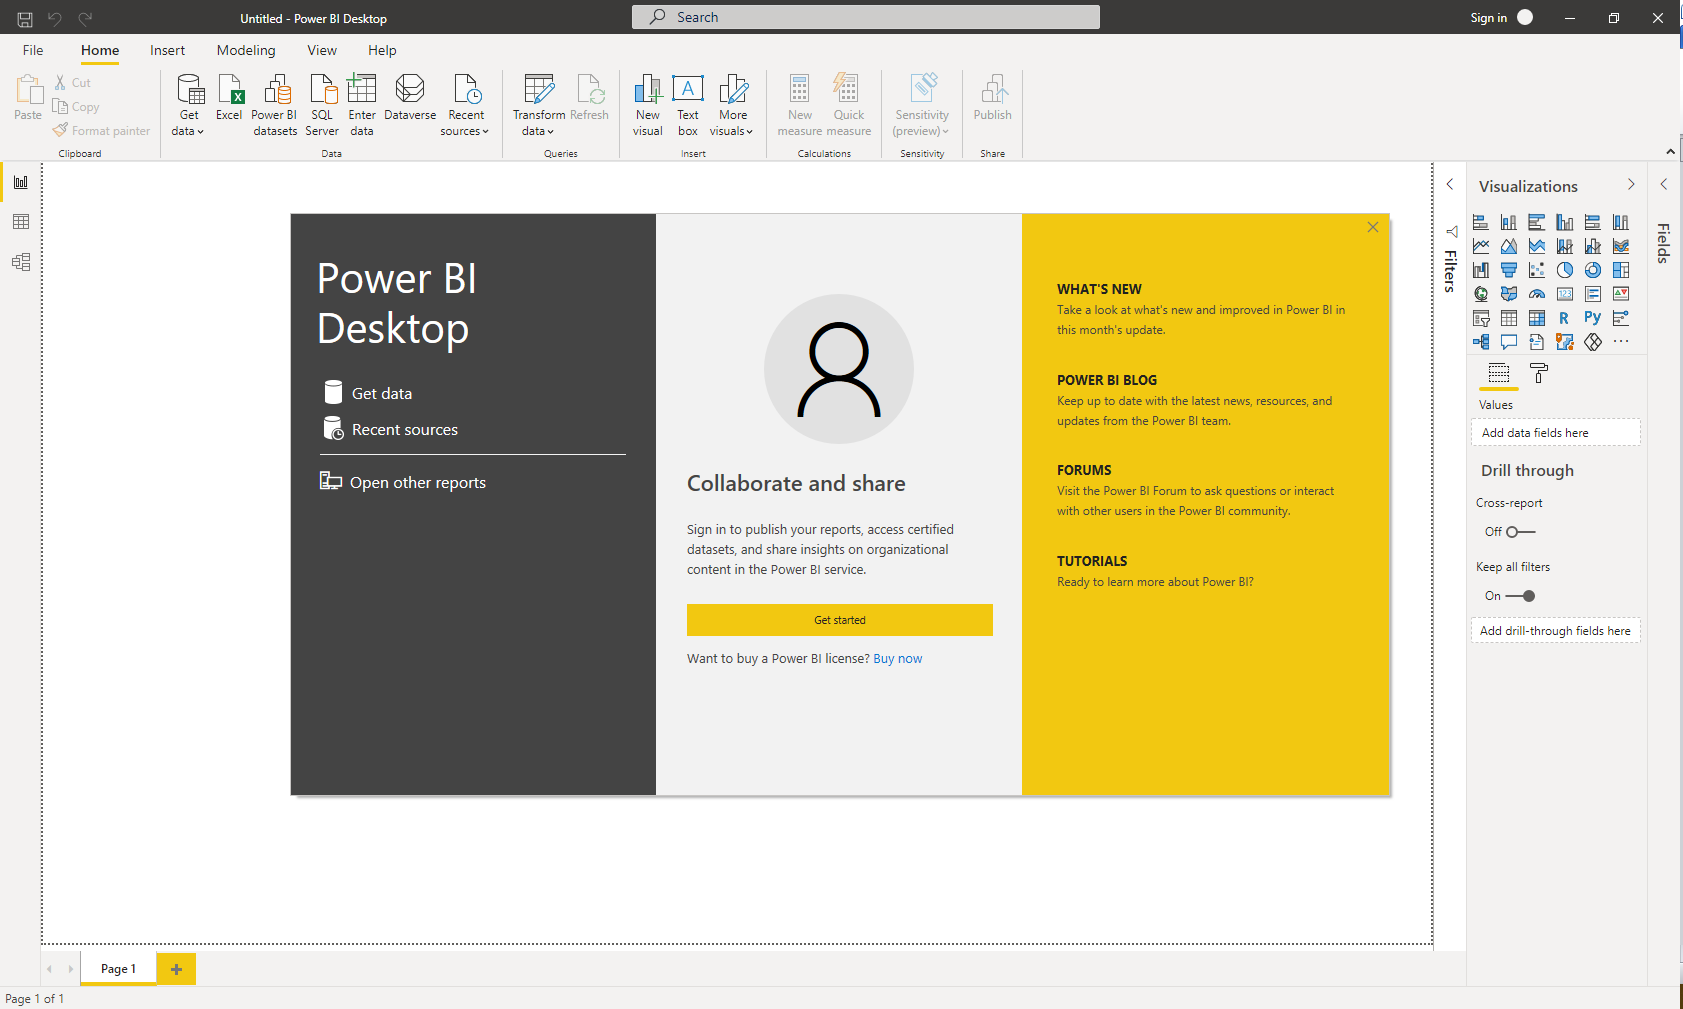 Untitled - Power BI Desktop
Search
Sign in
File Home Insert Modeling View Help
Paste
Cut
Copy
Format painter
Clipboard
Get
data
Excel
Power BI
datasets
SQL
Server
Enter
data
Dataverse
Recent
sources
Data
Transform
data
Refresh
Queries
New
visual
A
Text
box
More
visuals
Insert
New
measure
Quick
measure
Calculations
Sensitivity
(preview)
Sensitivity
Publish
Share
Power BI
Desktop
Get data
Recent sources
Open other reports
Collaborate and share
Sign in to publish your reports, access certified
datasets, and share insights on organizational
content in the Power BI service.
Get started
Want to buy a Power BI license? Buy now
WHAT'S NEW
Take a look at what's new and improved in Power BI in
this month's update.
POWER BI BLOG
Keep up to date with the latest news, resources, and
updates from the Power BI team.
FORUMS
Visit the Power BI Forum to ask questions or interact
with other users in the Power BI community.
TUTORIALS
Ready to learn more about Power BI?
Filters
Visualizations
123
R Py
Values
Add data fields here
Drill through
Cross-report
Off
Keep all filters
On
Add drill-through fields here
Fields
Page 1
Page 1 of 1